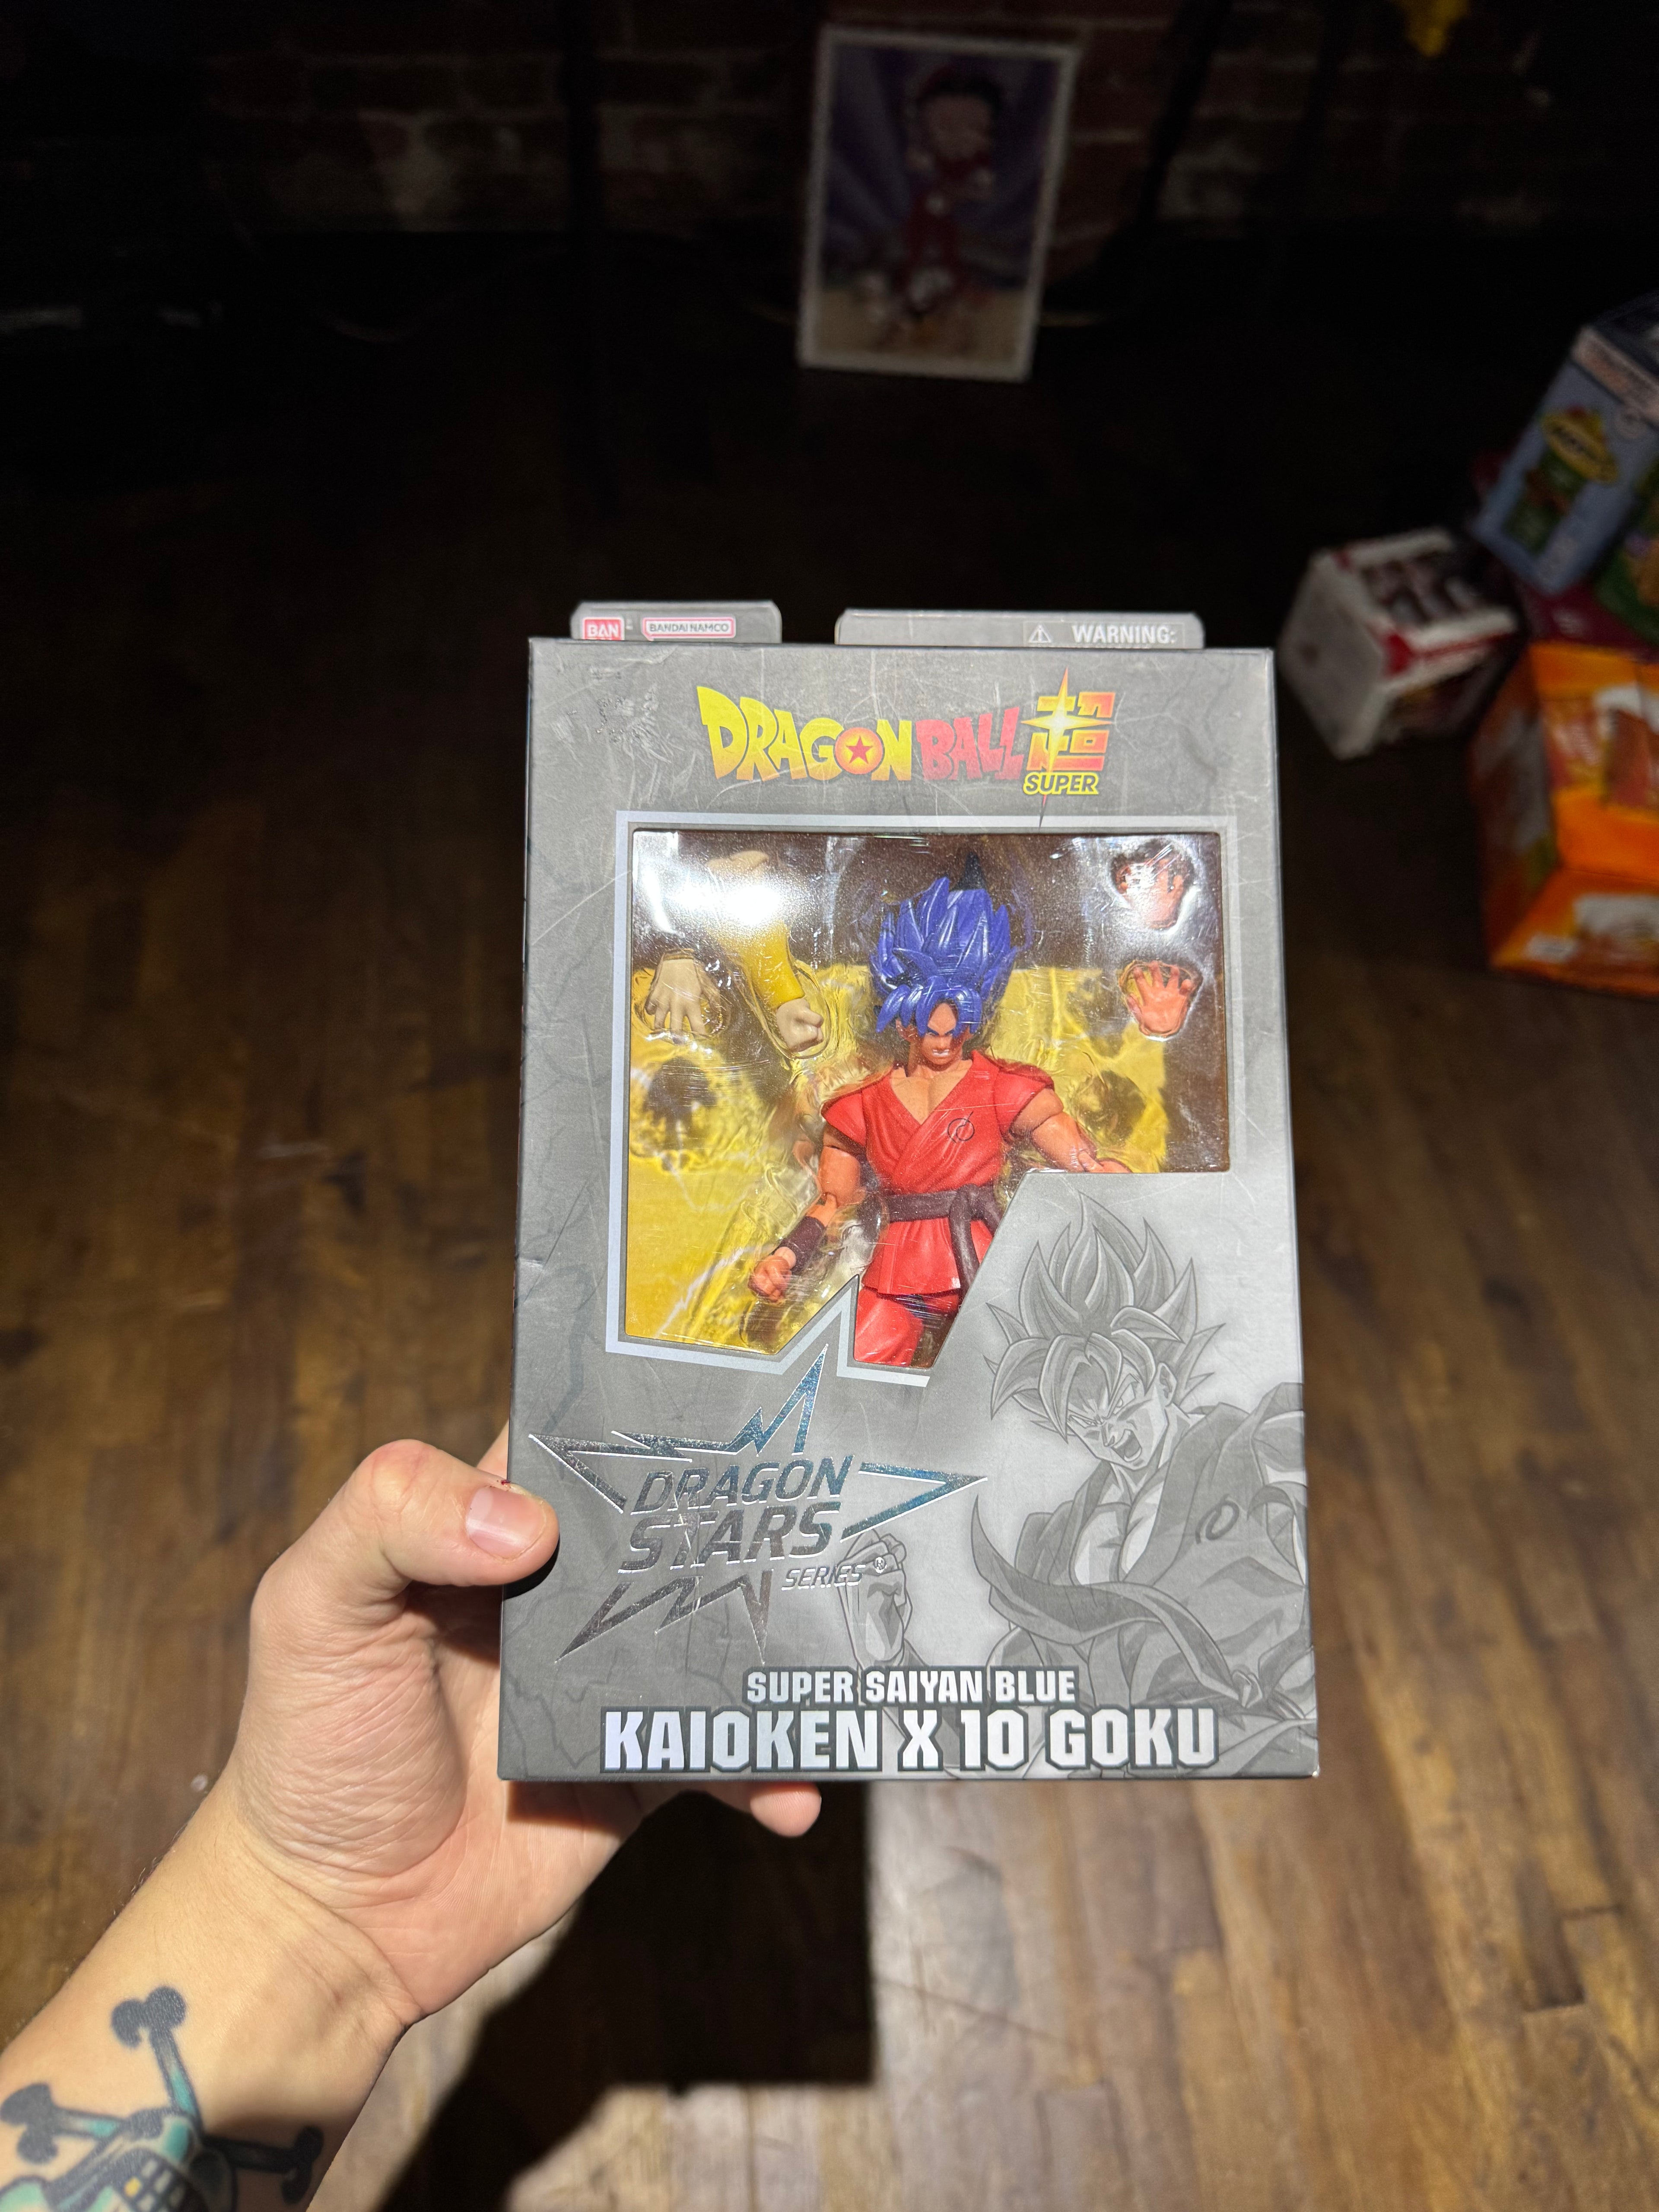 BAN
BANDAI NAMCO
WARNING:
DRAGON BALL 超
SUPER
DRAGON
STARS
SERIES®
SUPER SAIYAN BLUE
KAIOKEN X 10 GOKU